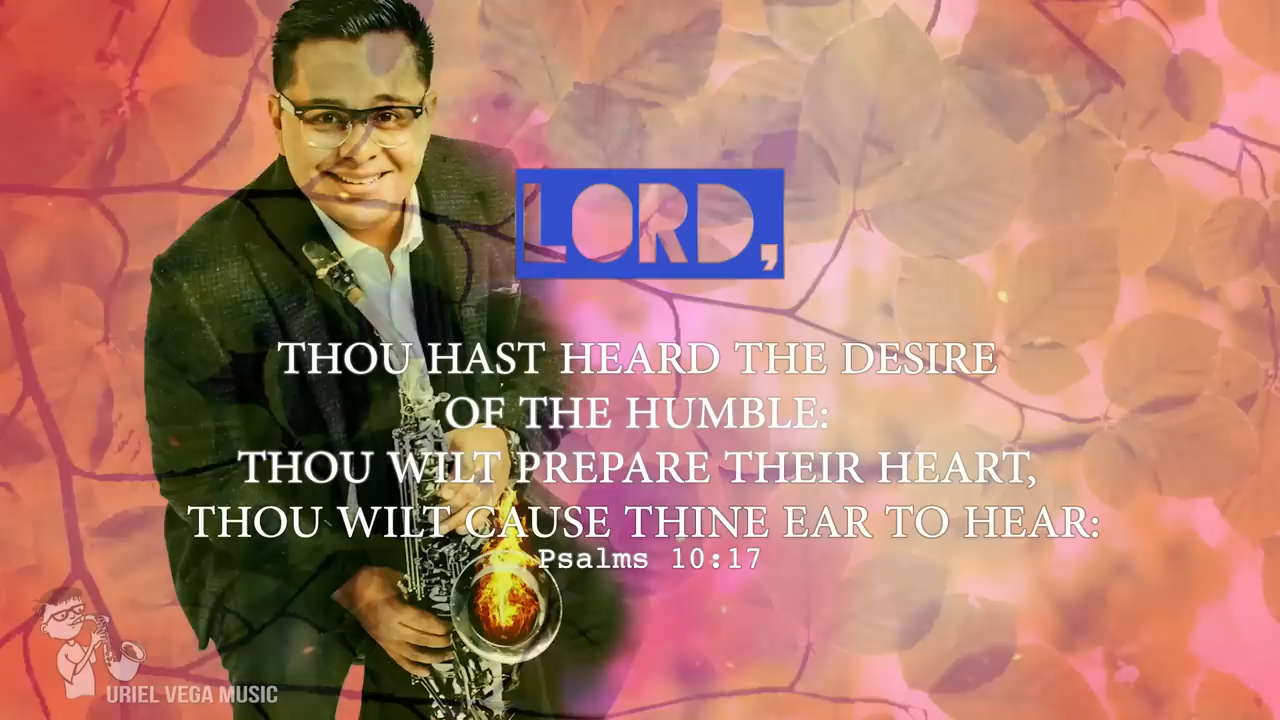 LORD,
THOU HAST HEARD THE DESIRE
OF THE HUMBLE:
THOU WILT PREPARE THEIR HEART,
THOU WILT CAUSE THINE EAR TO HEAR:
Psalms 10:17
URIEL VEGA MUSIC